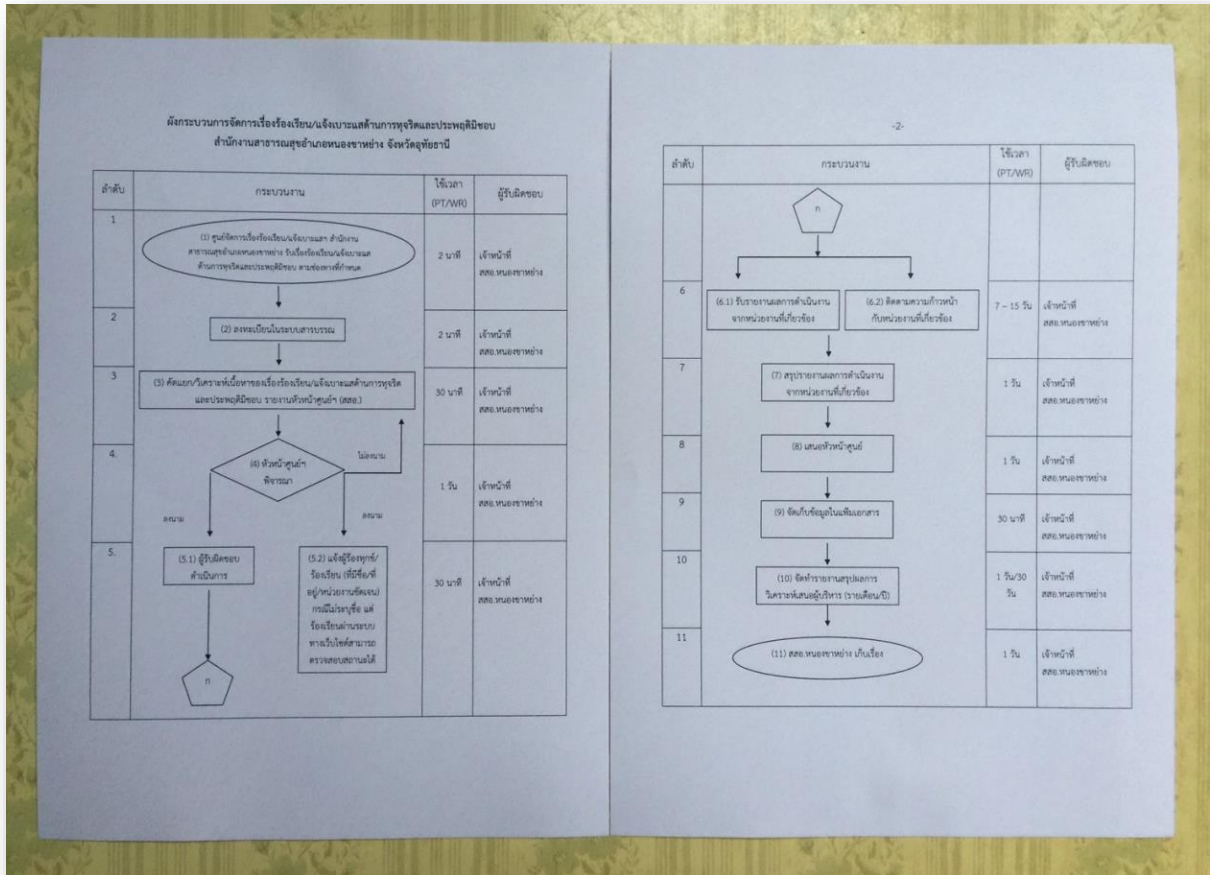 ผังกระบวนการจัดการเรื่องร้องเรียน/แจ้งเบาะแสด้านการทุจริตและประพฤติมิชอบ
สำนักงานสาธารณสุขอำเภอหนองขาหย่าง จังหวัดอุทัยธานี
ลำดับ
กระบวนงาน
ใช้เวลา
(PT/WR)
ผู้รับผิดชอบ
1
(1) ศูนย์จัดการเรื่องร้องเรียน/แจ้งเบาะแสฯ สำนักงาน
สาธารณสุขอำเภอหนองขาหย่าง รับเรื่องร้องเรียน/แจ้งเบาะแส
ด้านการทุจริตและประพฤติมิชอบ ตามช่องทางที่กำหนด
2 นาที
เจ้าหน้าที่
สสอ.หนองขาหย่าง
2
(2) ลงทะเบียนในระบบสารบรรณ
2 นาที
เจ้าหน้าที่
สสอ.หนองขาหย่าง
3
(3) คัดแยก/วิเคราะห์เนื้อหาของเรื่องร้องเรียน/แจ้งเบาะแสด้านการทุจริต
และประพฤติมิชอบ รายงานหัวหน้าศูนย์ฯ (สสอ.)
30 นาที
เจ้าหน้าที่
สสอ.หนองขาหย่าง
4.
(4) หัวหน้าศูนย์ฯ
พิจารณา
ไม่ลงนาม
ลงนาม
ลงนาม
1 วัน
เจ้าหน้าที่
สสอ.หนองขาหย่าง
5.
(5.1) ผู้รับผิดชอบ
ดำเนินการ
(5.2) แจ้งผู้ร้องทุกข์/
ร้องเรียน (ที่มีชื่อ/ที่
อยู่/หน่วยงานชัดเจน)
กรณีไม่ระบุชื่อ แต่
ร้องเรียนผ่านระบบ
ทางเว็บไซต์สามารถ
ตรวจสอบสถานะได้
30 นาที
เจ้าหน้าที่
สสอ.หนองขาหย่าง
ก
-2-
ลำดับ
กระบวนงาน
ใช้เวลา
(PT/WR)
ผู้รับผิดชอบ
ก
6
(6.1) รับรายงานผลการดำเนินงาน
จากหน่วยงานที่เกี่ยวข้อง
(6.2) ติดตามความก้าวหน้า
กับหน่วยงานที่เกี่ยวข้อง
7 – 15 วัน
เจ้าหน้าที่
สสอ.หนองขาหย่าง
7
(7) สรุปรายงานผลการดำเนินงาน
จากหน่วยงานที่เกี่ยวข้อง
1 วัน
เจ้าหน้าที่
สสอ.หนองขาหย่าง
8
(8) เสนอหัวหน้าศูนย์
1 วัน
เจ้าหน้าที่
สสอ.หนองขาหย่าง
9
(9) จัดเก็บข้อมูลในแฟ้มเอกสาร
30 นาที
เจ้าหน้าที่
สสอ.หนองขาหย่าง
10
(10) จัดทำรายงานสรุปผลการ
วิเคราะห์เสนอผู้บริหาร (รายเดือน/ปี)
1 วัน/30
วัน
เจ้าหน้าที่
สสอ.หนองขาหย่าง
11
(11) สสอ.หนองขาหย่าง เก็บเรื่อง
1 วัน
เจ้าหน้าที่
สสอ.หนองขาหย่าง